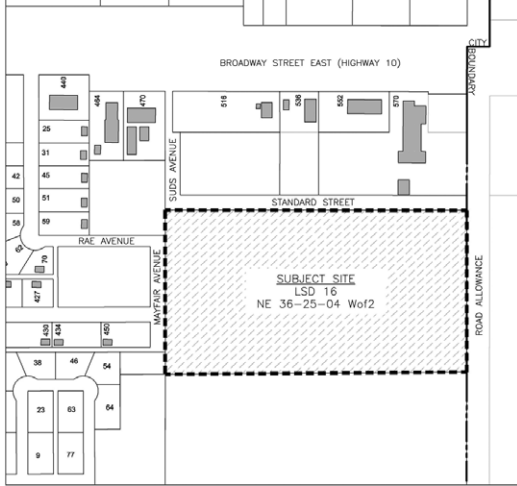 CITY
BOUNDARY
BROADWAY STREET EAST (HIGHWAY 10)
440
464
470
516
536
552
570
25
31
45
51
59
42
50
58
62
70
427
SUDS AVENUE
STANDARD STREET
RAE AVENUE
MAYFAIR AVENUE
SUBJECT SITE
LSD 16
NE 36-25-04 Wof2
ROAD ALLOWANCE
430 434 450
38 46 54
64
23 63
9 77